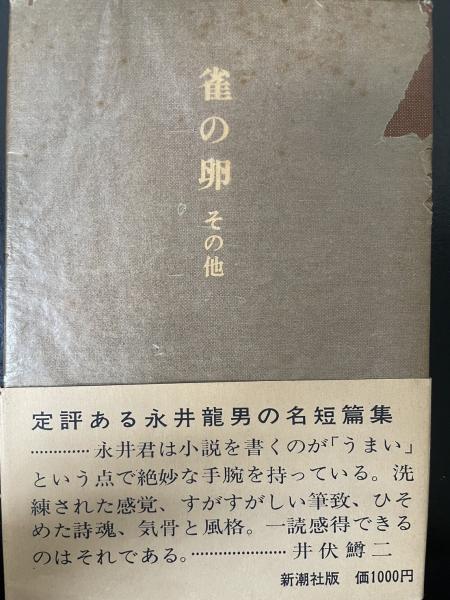 雀の卵 その他
定評ある永井龍男の名短篇集
…………永井君は小説を書くのが「うまい」
という点で絶妙な手腕を持っている。洗
練された感覚、すがすがしい筆致、ひそ
めた詩魂、気骨と風格。一読感得できる
のはそれである。…………………井伏鱒二
新潮社版 価1000円